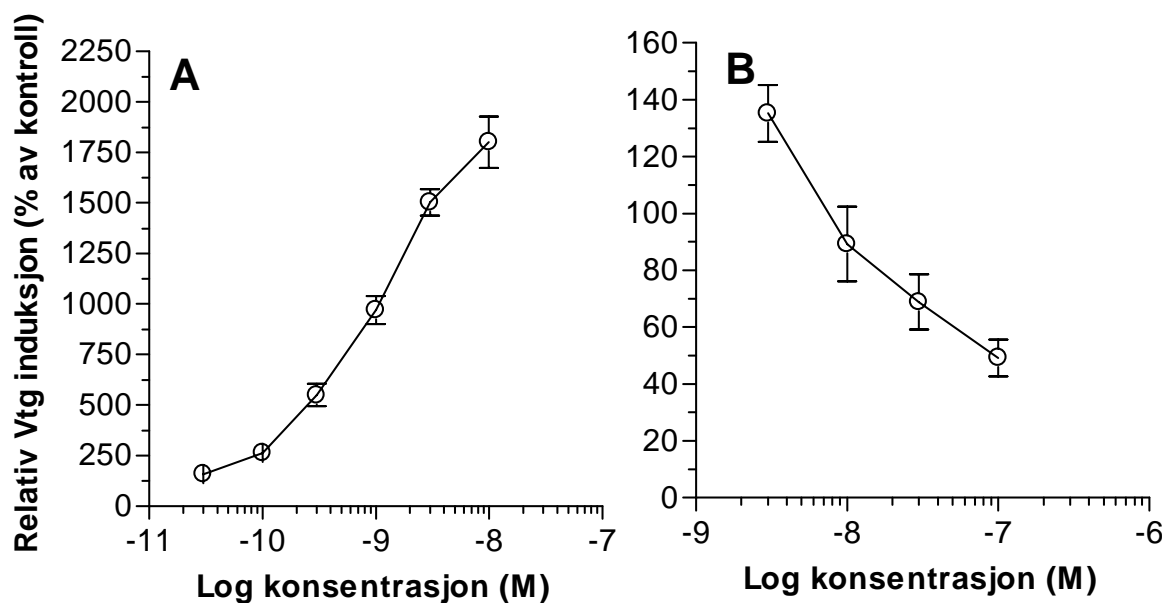 Relativ Vtg induksjon (% av kontroll)
A
2250
2000
1750
1500
1250
1000
750
500
250
0
-11 -10 -9 -8 -7
Log konsentrasjon (M)
B
160
140
120
100
80
60
40
20
0
-9 -8 -7 -6
Log konsentrasjon (M)